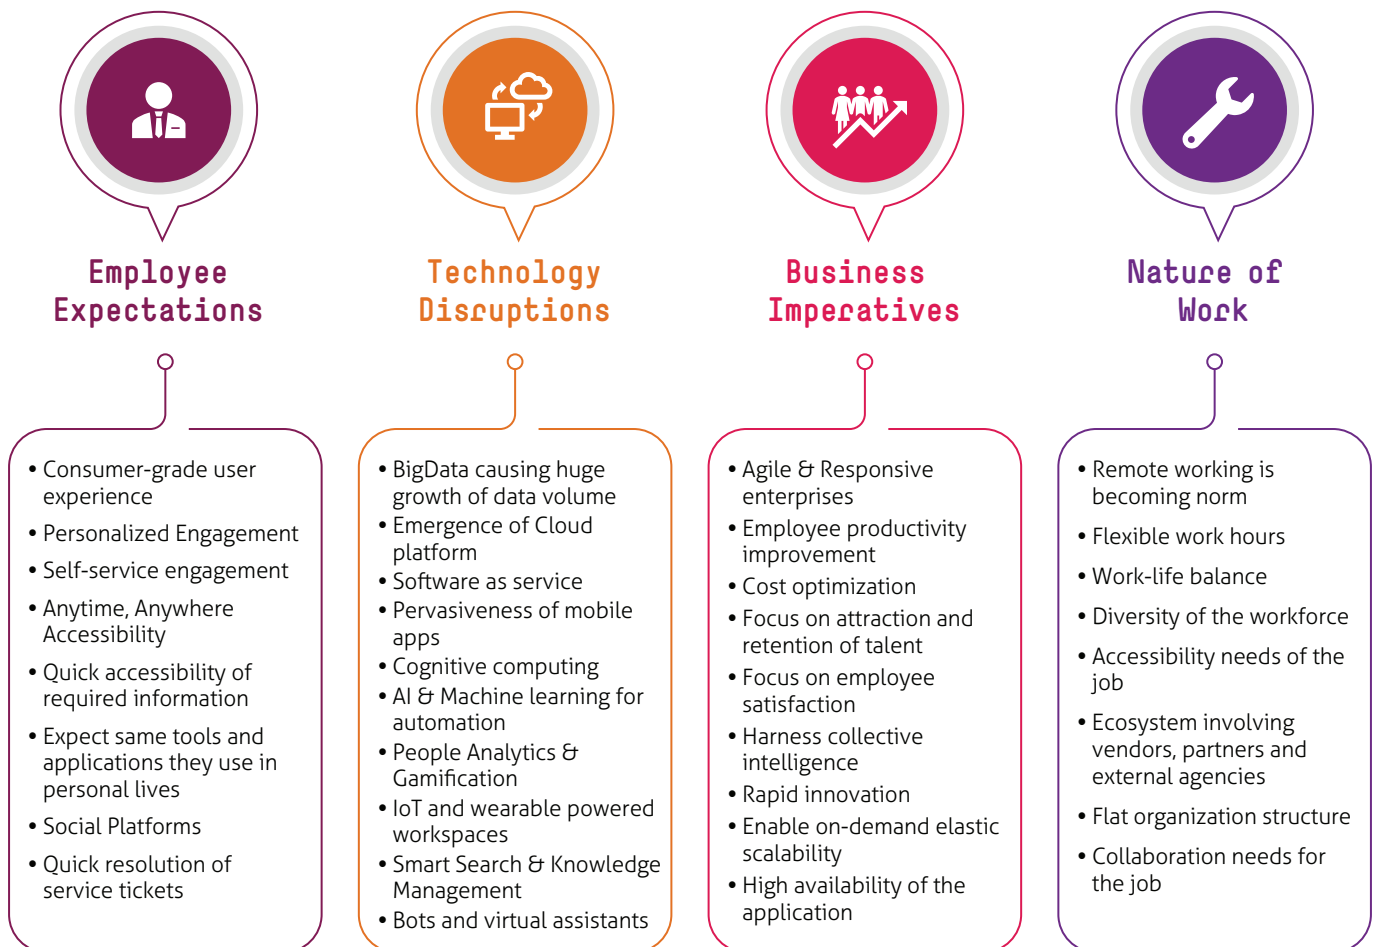 Employee
Expectations
• Consumer-grade user
experience
• Personalized Engagement
• Self-service engagement
• Anytime, Anywhere
Accessibility
• Quick accessibility of
required information
• Expect same tools and
applications they use in
personal lives
• Social Platforms
• Quick resolution of
service tickets
Technology
Disruptions
• BigData causing huge
growth of data volume
• Emergence of Cloud
platform
• Software as service
• Pervasiveness of mobile
apps
• Cognitive computing
• AI & Machine learning for
automation
• People Analytics &
Gamification
• IoT and wearable powered
workspaces
• Smart Search & Knowledge
Management
• Bots and virtual assistants
Business
Imperatives
• Agile & Responsive
enterprises
• Employee productivity
improvement
• Cost optimization
• Focus on attraction and
retention of talent
• Focus on employee
satisfaction
• Harness collective
intelligence
• Rapid innovation
• Enable on-demand elastic
scalability
• High availability of the
application
Nature of
Work
• Remote working is
becoming norm
• Flexible work hours
• Work-life balance
• Diversity of the workforce
• Accessibility needs of the
job
• Ecosystem involving
vendors, partners and
external agencies
• Flat organization structure
• Collaboration needs for
the job